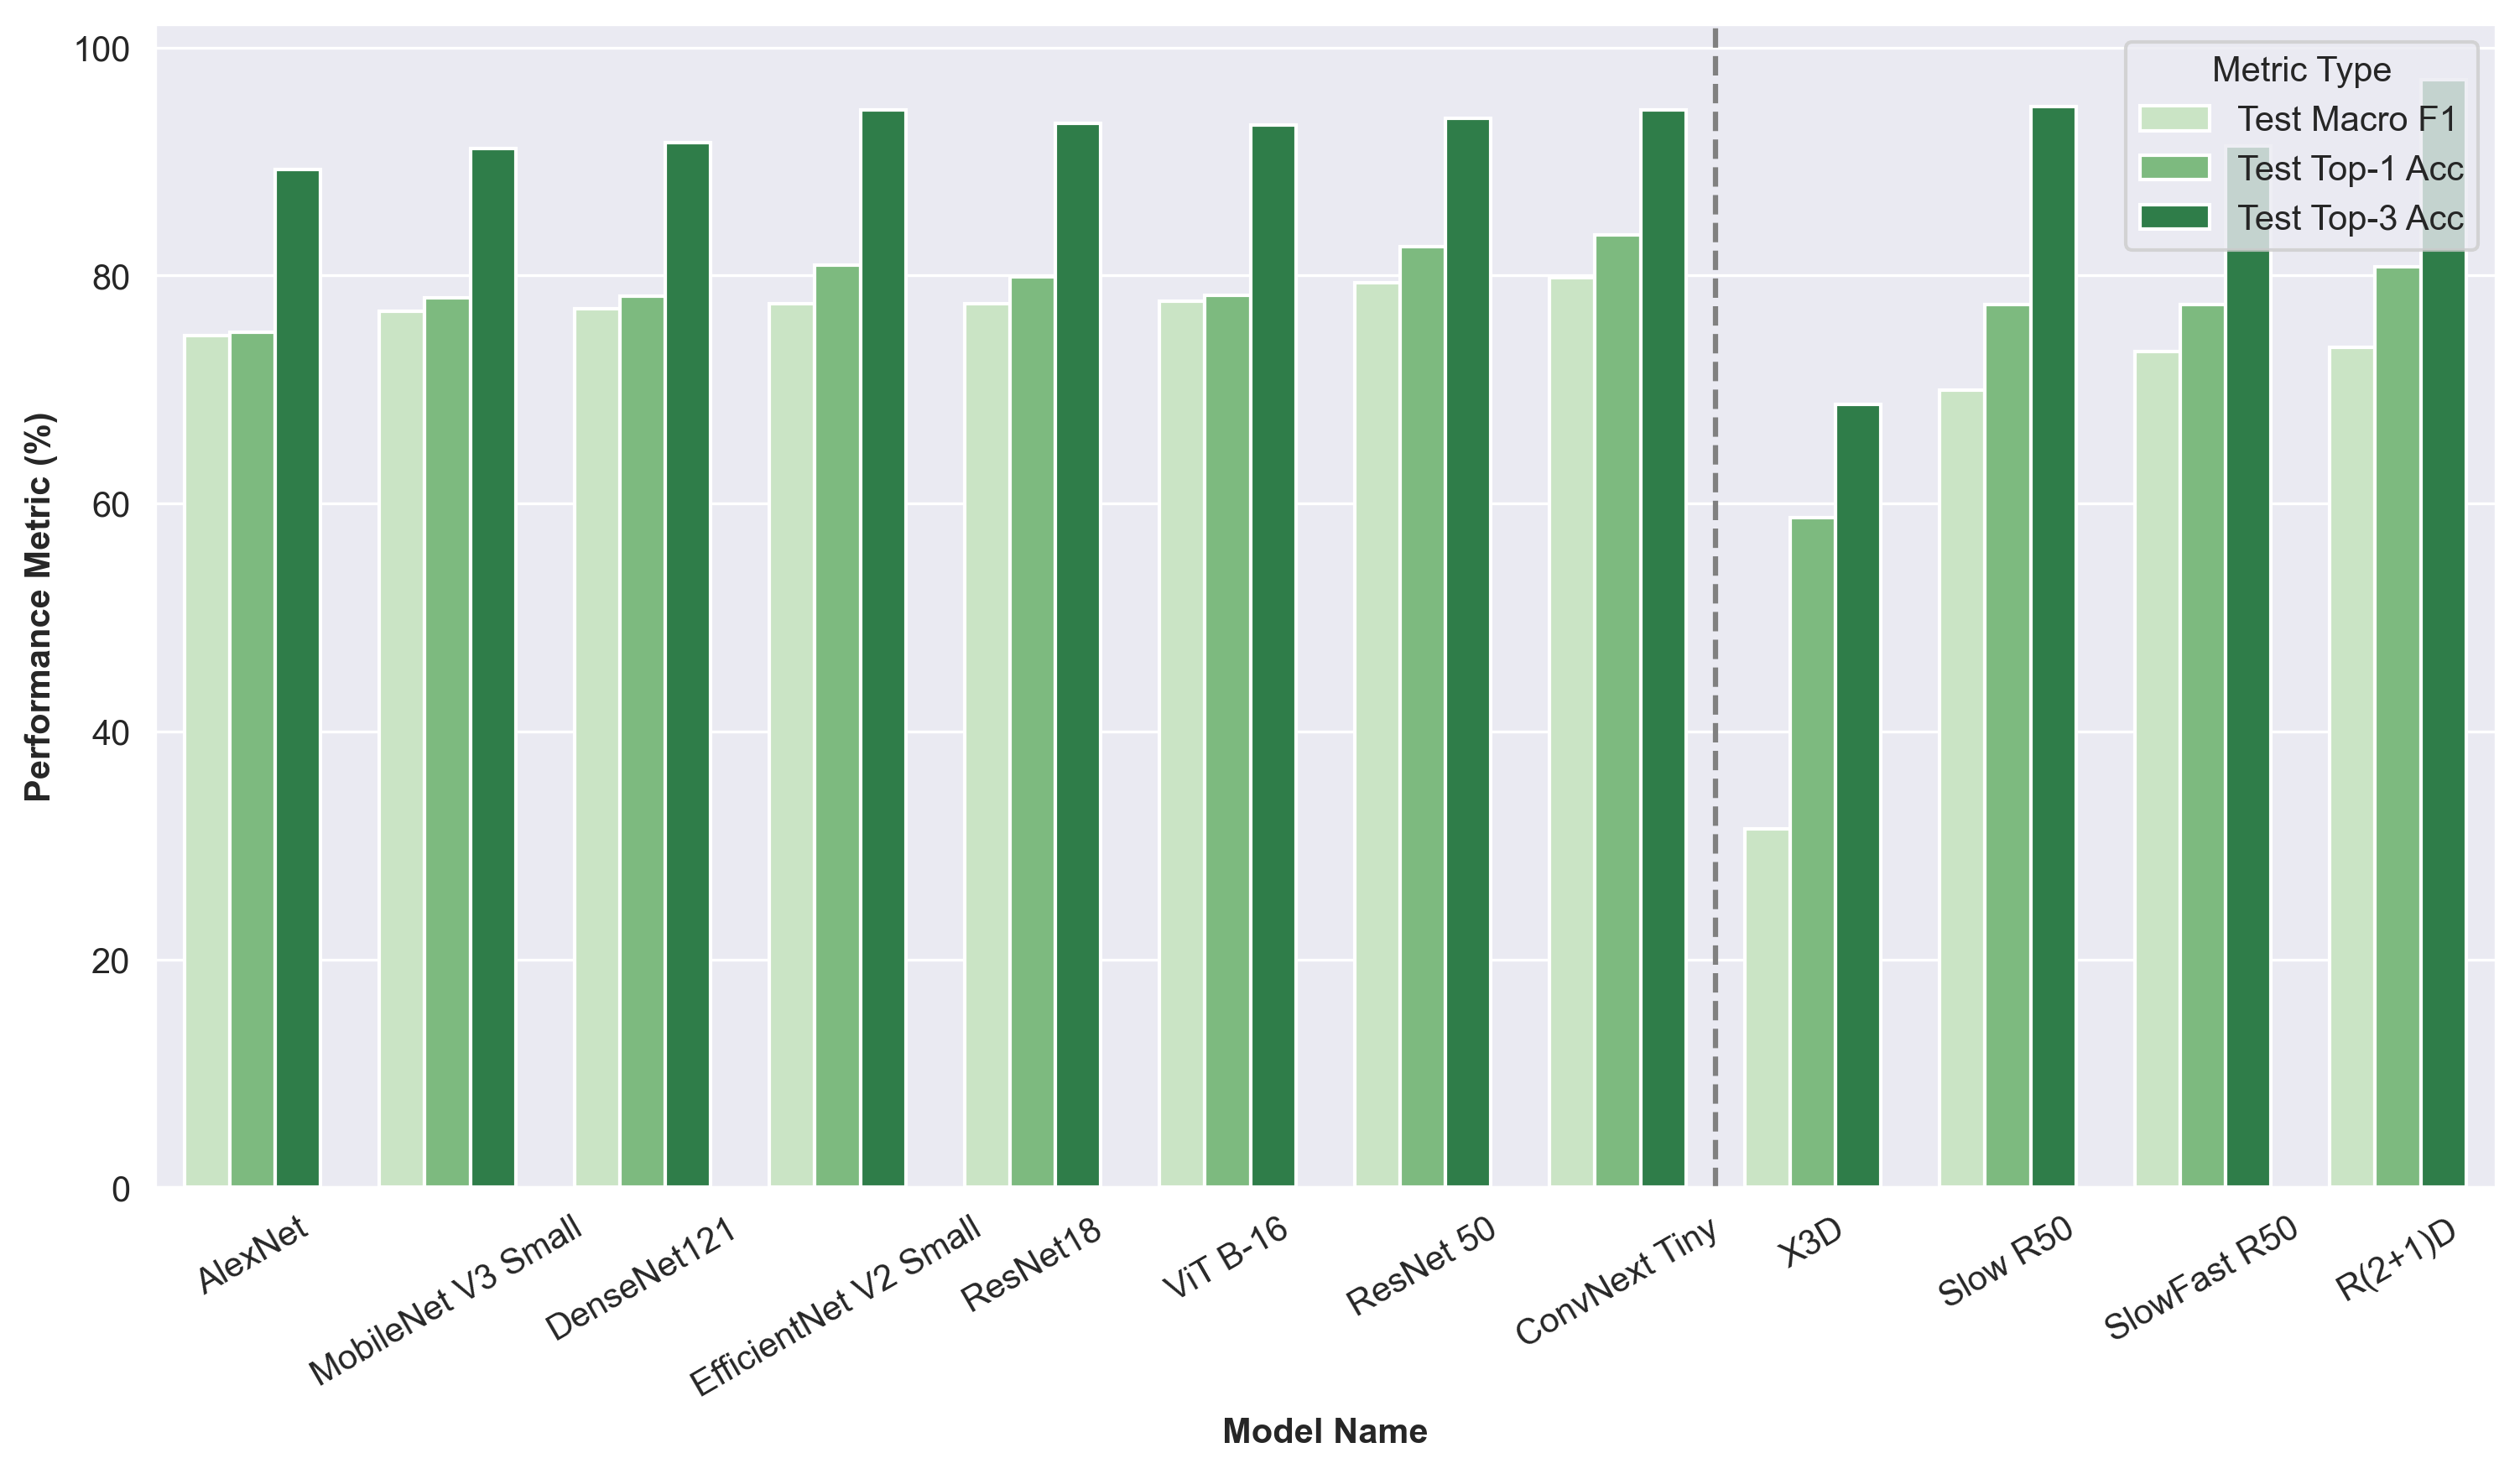 100
80
60
40
20
0
Performance Metric (%)
Metric Type
Test Macro F1
Test Top-1 Acc
Test Top-3 Acc
AlexNet
MobileNet V3 Small
DenseNet121
EfficientNet V2 Small
ResNet18
ViT B-16
ResNet 50
ConvNext Tiny
X3D
Slow R50
SlowFast R50
R(2+1)D
Model Name